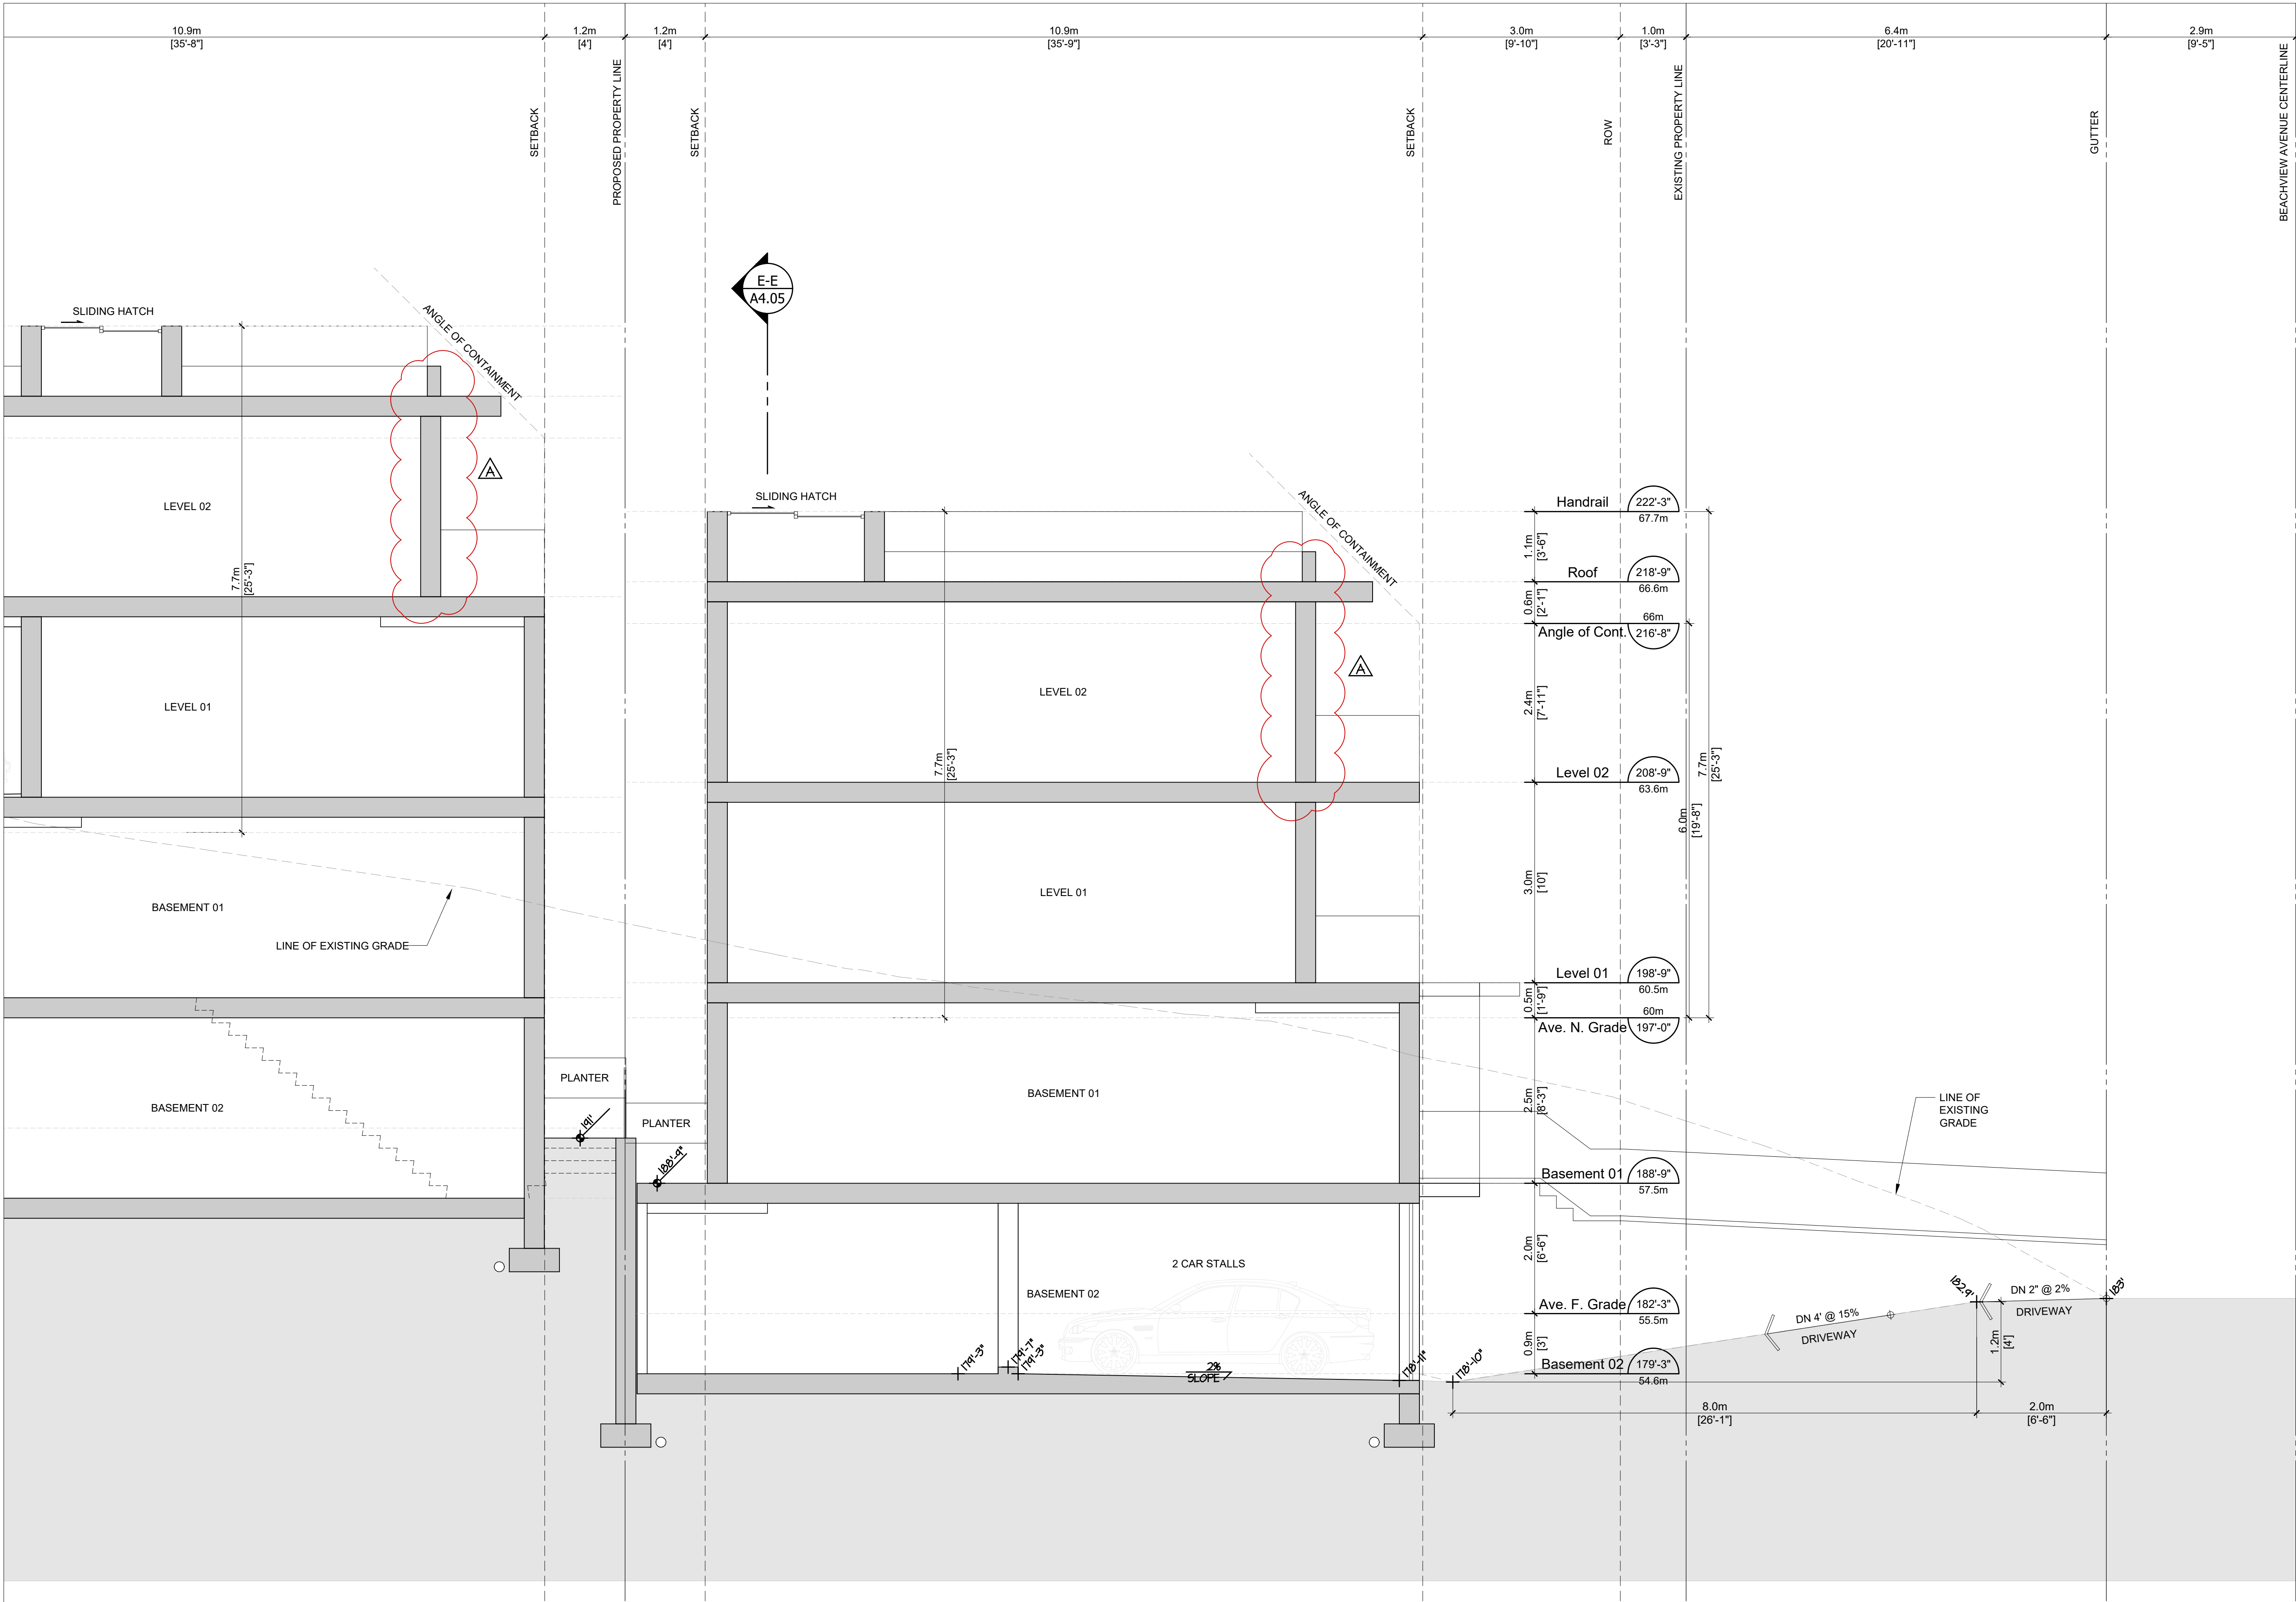 10.9m
[35'-8"]
1.2m
[4']
1.2m
[4']
10.9m
[35'-9"]
3.0m
[9'-10"]
1.0m
[3'-3"]
6.4m
[20'-11"]
2.9m
[9'-5"]
SETBACK
PROPOSED PROPERTY LINE
SETBACK
SETBACK
ROW
EXISTING PROPERTY LINE
GUTTER
BEACHVIEW AVENUE CENTERLINE
E-E
A4.05
SLIDING HATCH
ANGLE OF CONTAINMENT
A
LEVEL 02
7.7m
[25'-3"]
LEVEL 01
BASEMENT 01
LINE OF EXISTING GRADE
BASEMENT 02
PLANTER
191'
PLANTER
188'-9"
SLIDING HATCH
ANGLE OF CONTAINMENT
A
LEVEL 02
7.7m
[25'-3"]
LEVEL 01
BASEMENT 01
2 CAR STALLS
BASEMENT 02
179'-3"
179'-7"
179'-3"
2%
SLOPE
178'-11"
178'-10"
Handrail
222'-3"
67.7m
1.1m
[3'-6"]
Roof
218'-9"
66.6m
0.6m
[2'-1"]
66m
Angle of Cont.
216'-8"
2.4m
[7'-11"]
Level 02
208'-9"
63.6m
7.7m
[25'-3"]
6.0m
[19'-8"]
3.0m
[10']
Level 01
198'-9"
60.5m
0.5m
[1'-9"]
60m
Ave. N. Grade
197'-0"
2.5m
[8'-3"]
Basement 01
188'-9"
57.5m
2.0m
[6'-6"]
Ave. F. Grade
182'-3"
55.5m
0.9m
[3']
Basement 02
179'-3"
54.6m
LINE OF
EXISTING
GRADE
182.9'
DN 2" @ 2%
DRIVEWAY
183'
DN 4' @ 15%
DRIVEWAY
1.2m
[4']
8.0m
[26'-1"]
2.0m
[6'-6"]